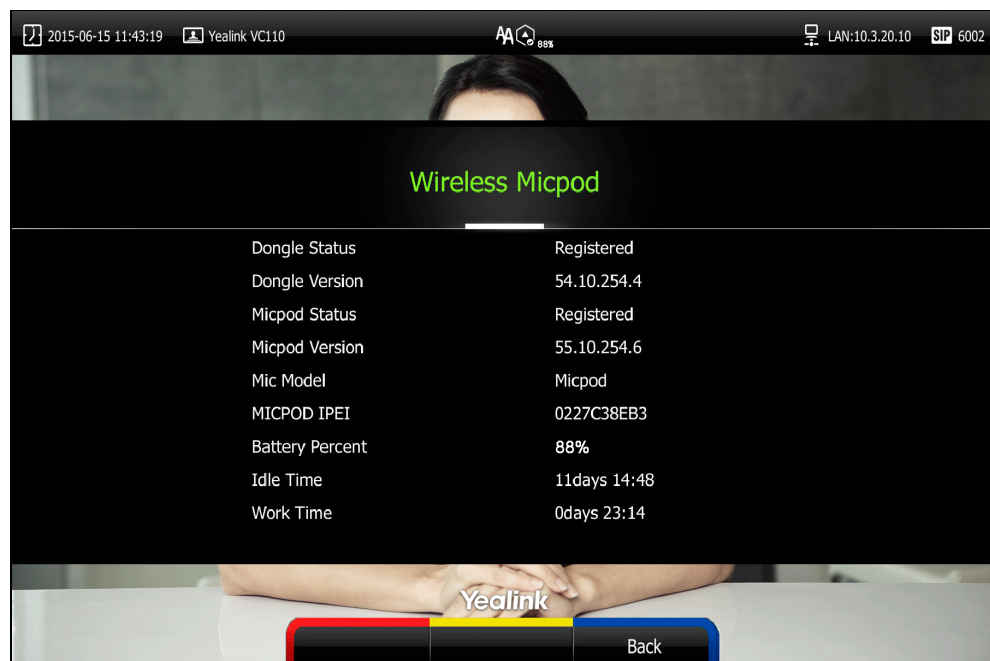 2015-06-15 11:43:19 Yealink VC110 AA 88% LAN:10.3.20.10 SIP 6002
Wireless Micpod
Dongle Status Registered
Dongle Version 54.10.254.4
Micpod Status Registered
Micpod Version 55.10.254.6
Mic Model Micpod
MICPOD IPEI 0227C38EB3
Battery Percent 88%
Idle Time 11days 14:48
Work Time 0days 23:14
Yealink
Back